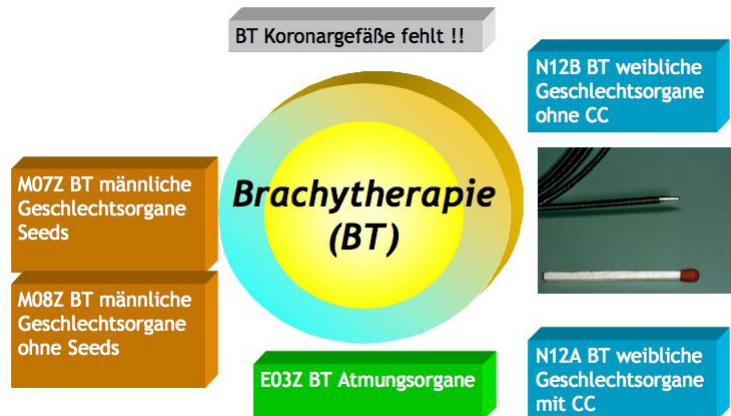 BT Koronargefäße fehlt !!
N12B BT weibliche
Geschlechtsorgane
ohne CC
M07Z BT männliche
Geschlechtsorgane
Seeds
Brachytherapie
(BT)
M08Z BT männliche
Geschlechtsorgane
ohne Seeds
E03Z BT Atmungsorgane
N12A BT weibliche
Geschlechtsorgane
mit CC